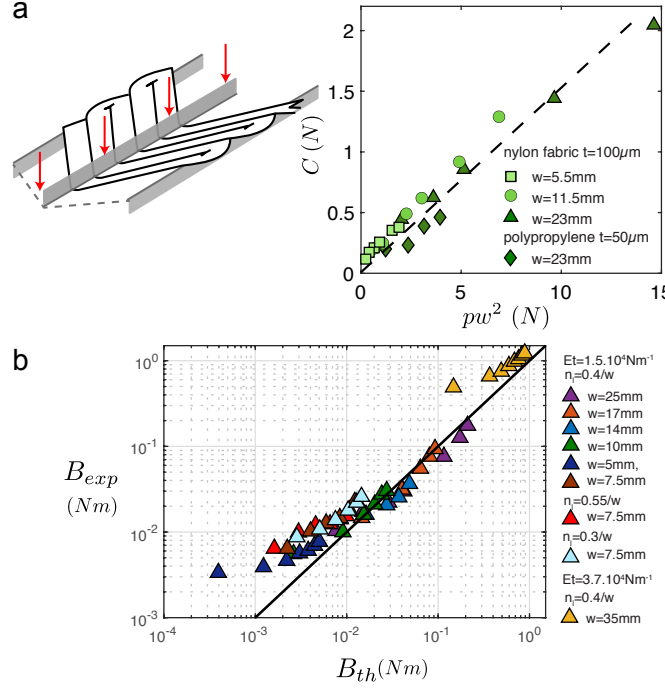 a
C (N)
2
1.5
1
0.5
0
0
5
10
15
pw² (N)
nylon fabric t=100µm
w=5.5mm
w=11.5mm
w=23mm
polypropylene t=50µm
w=23mm
b
B_exp
(Nm)
10⁰
10⁻¹
10⁻²
10⁻³
10⁻⁴
10⁻³
10⁻²
10⁻¹
10⁰
B_th (Nm)
Et=1.5.10⁴Nm⁻¹
n_l=0.4/w
w=25mm
w=17mm
w=14mm
w=10mm
w=5mm,
w=7.5mm
n_l=0.55/w
w=7.5mm
n_l=0.3/w
w=7.5mm
Et=3.7.10⁴Nm⁻¹
n_l=0.4/w
w=35mm